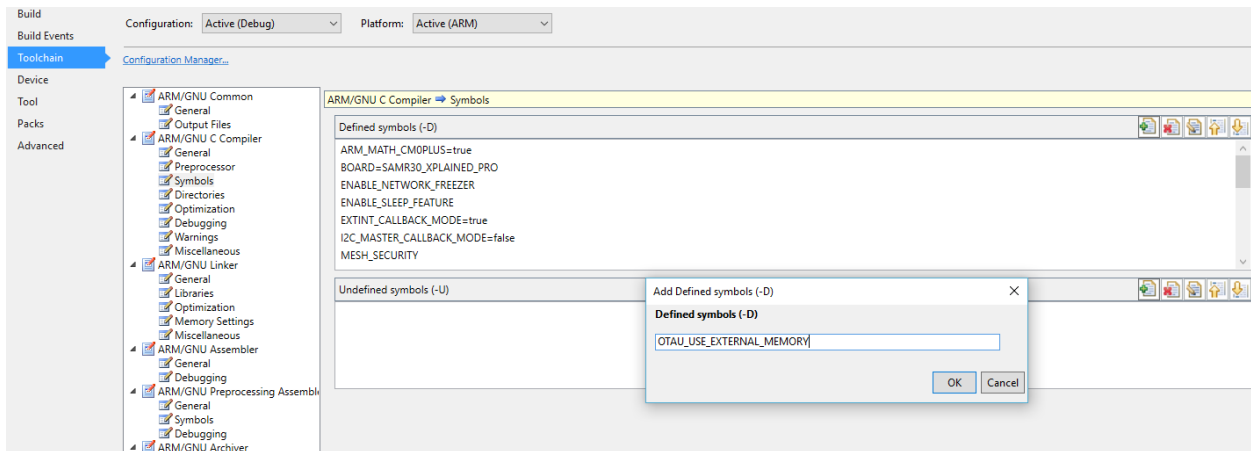 Build
Build Events
Toolchain
Device
Tool
Packs
Advanced
Configuration: Active (Debug) Platform: Active (ARM)
Configuration Manager...
ARM/GNU Common
General
Output Files
ARM/GNU C Compiler
General
Preprocessor
Symbols
Directories
Optimization
Debugging
Warnings
Miscellaneous
ARM/GNU Linker
General
Libraries
Optimization
Memory Settings
Miscellaneous
ARM/GNU Assembler
General
Debugging
ARM/GNU Preprocessing Assemble
General
Symbols
Debugging
ARM/GNU Archiver
ARM/GNU C Compiler ➡ Symbols
Defined symbols (-D)
ARM_MATH_CM0PLUS=true
BOARD=SAMR30_XPLAINED_PRO
ENABLE_NETWORK_FREEZER
ENABLE_SLEEP_FEATURE
EXTINT_CALLBACK_MODE=true
I2C_MASTER_CALLBACK_MODE=false
MESH_SECURITY
Undefined symbols (-U)
Add Defined symbols (-D)
Defined symbols (-D)
OTAU_USE_EXTERNAL_MEMORY
OK Cancel